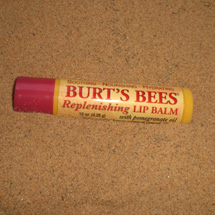 BURT'S BEES
Replenishing LIP BALM
with pomegranate oil